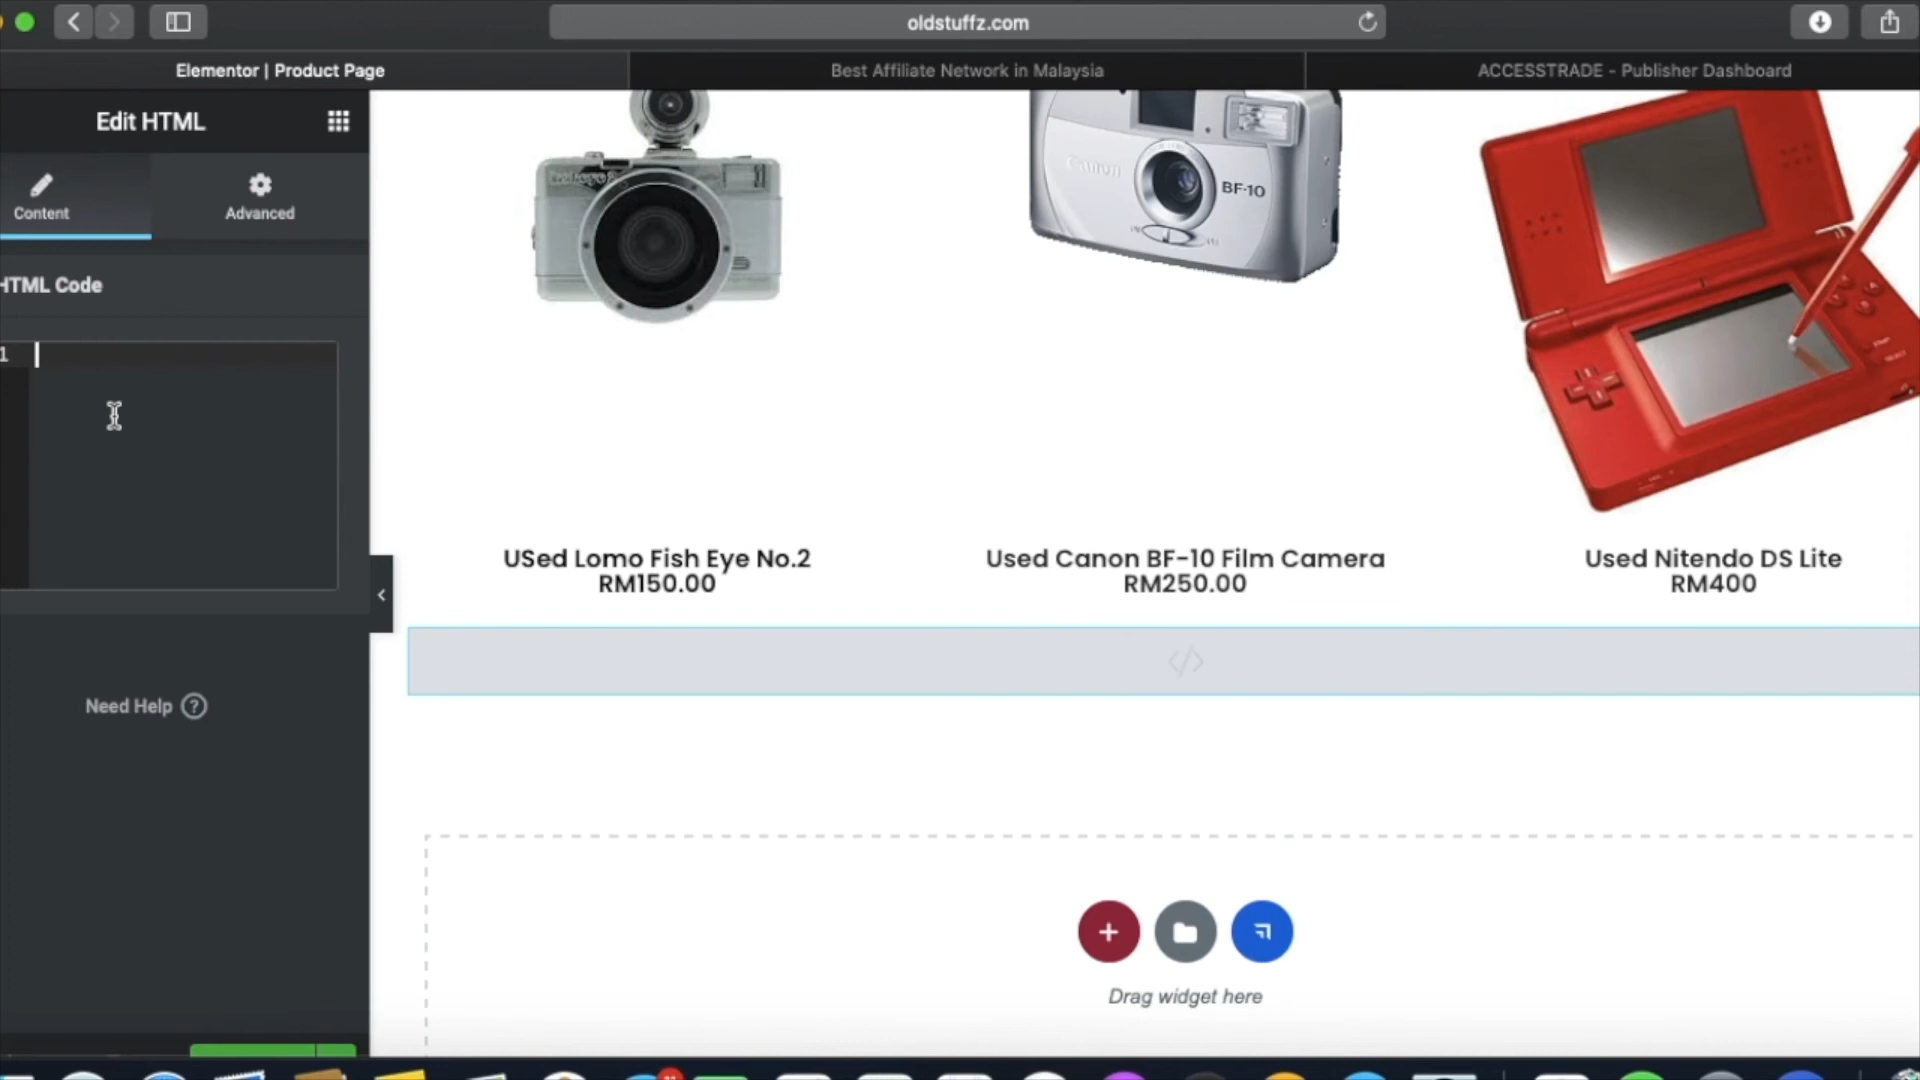 oldstuffz.com
Elementor | Product Page
Best Affiliate Network in Malaysia
ACCESSTRADE - Publisher Dashboard
Edit HTML
Content
Advanced
HTML Code
1
Canon
BF-10
USed Lomo Fish Eye No.2
RM150.00
Used Canon BF-10 Film Camera
RM250.00
Used Nitendo DS Lite
RM400
Need Help ?
Drag widget here